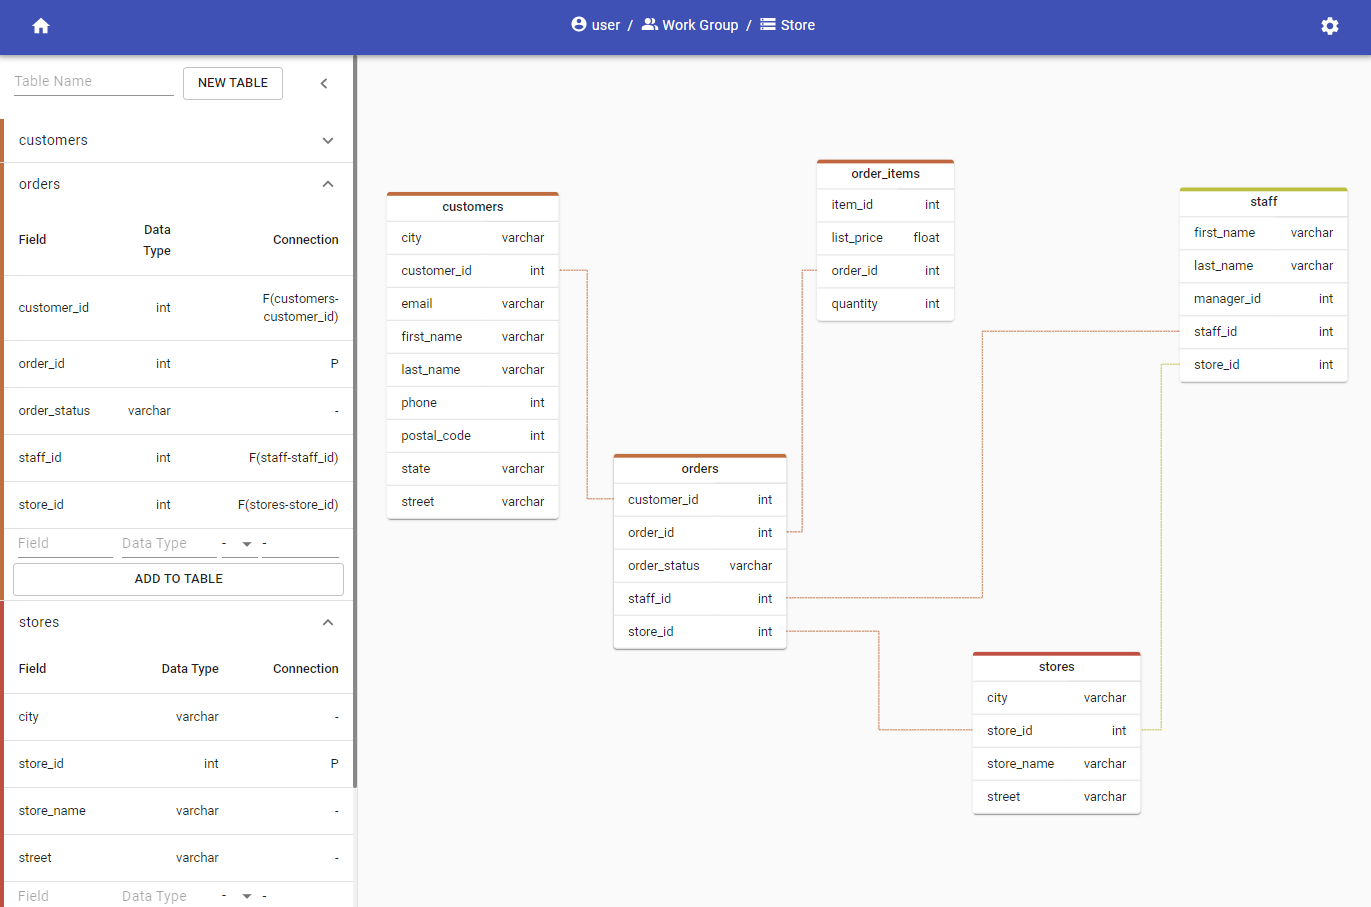 user / Work Group / Store
Table Name
NEW TABLE
customers
orders
Field Data Type Connection
customer_id int F(customers-customer_id)
order_id int P
order_status varchar -
staff_id int F(staff-staff_id)
store_id int F(stores-store_id)
Field Data Type - -
ADD TO TABLE
stores
Field Data Type Connection
city varchar -
store_id int P
store_name varchar -
street varchar -
Field Data Type - -
customers
city varchar
customer_id int
email varchar
first_name varchar
last_name varchar
phone int
postal_code int
state varchar
street varchar
orders
customer_id int
order_id int
order_status varchar
staff_id int
store_id int
order_items
item_id int
list_price float
order_id int
quantity int
stores
city varchar
store_id int
store_name varchar
street varchar
staff
first_name varchar
last_name varchar
manager_id int
staff_id int
store_id int